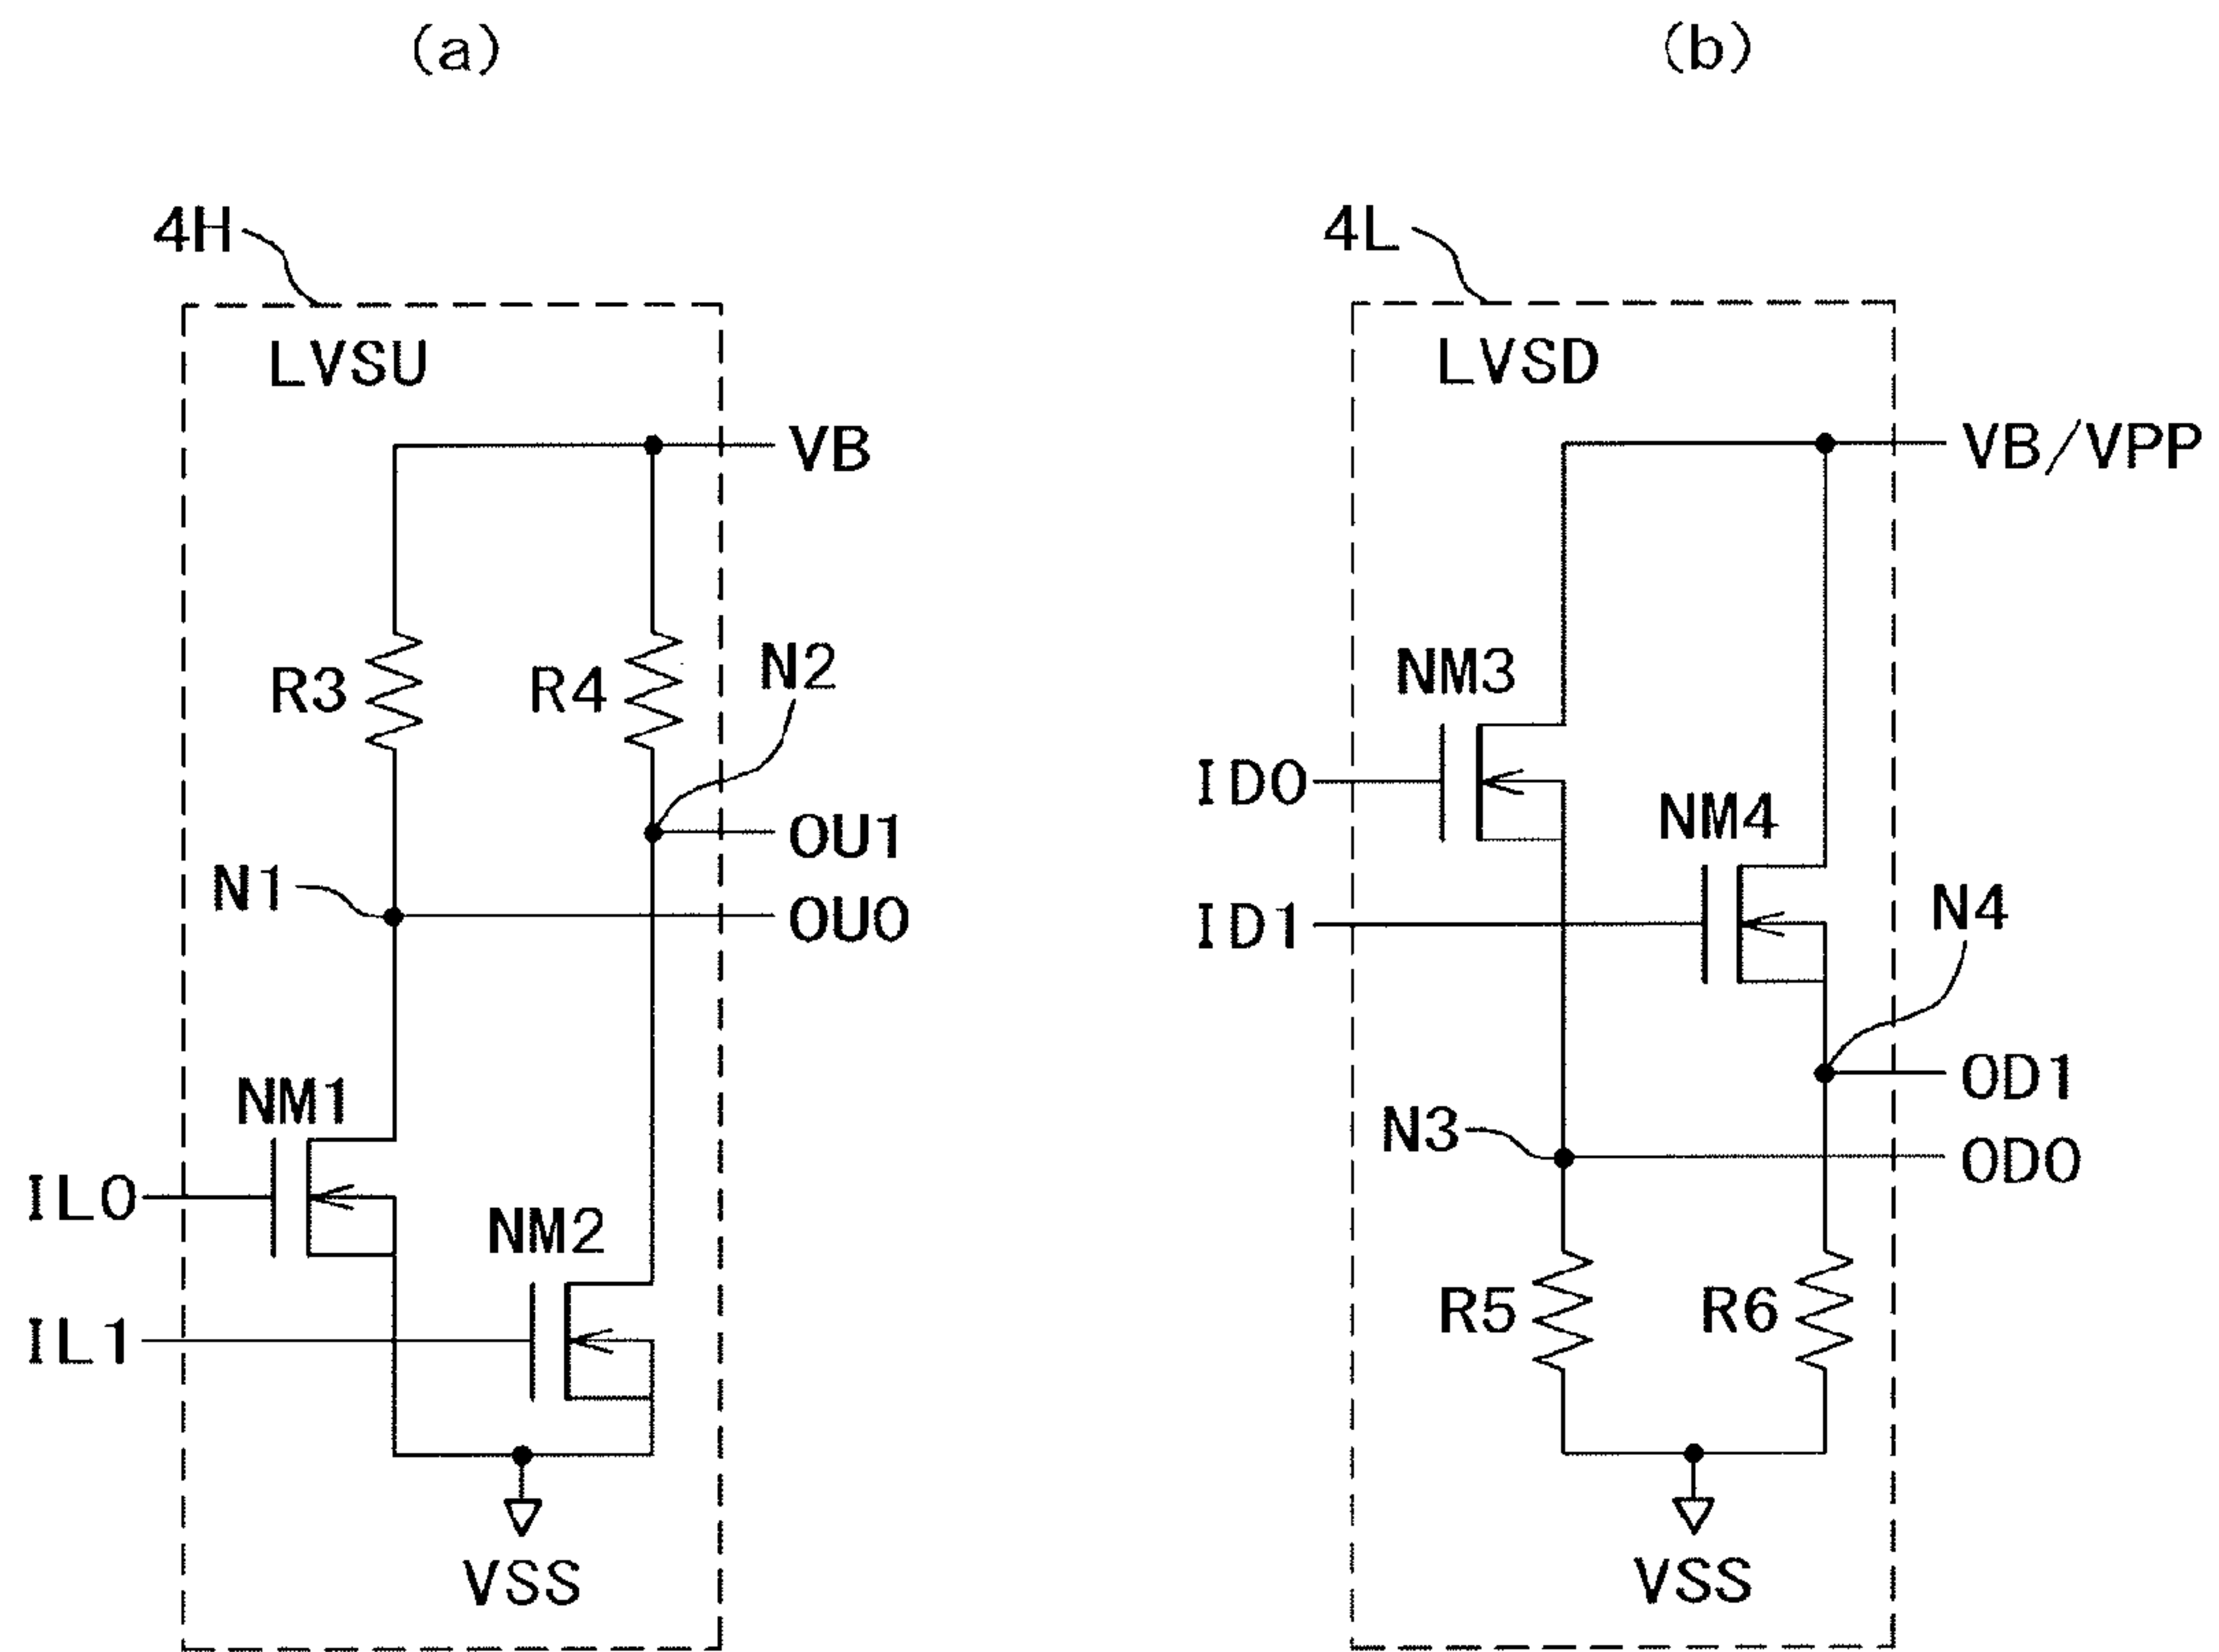 (a)
4H
LVSU
VB
R3
R4
N2
OU1
N1
OU0
NM1
IL0
NM2
IL1
VSS
(b)
4L
LVSD
VB/VPP
NM3
ID0
NM4
ID1
N4
OD1
N3
OD0
R5
R6
VSS